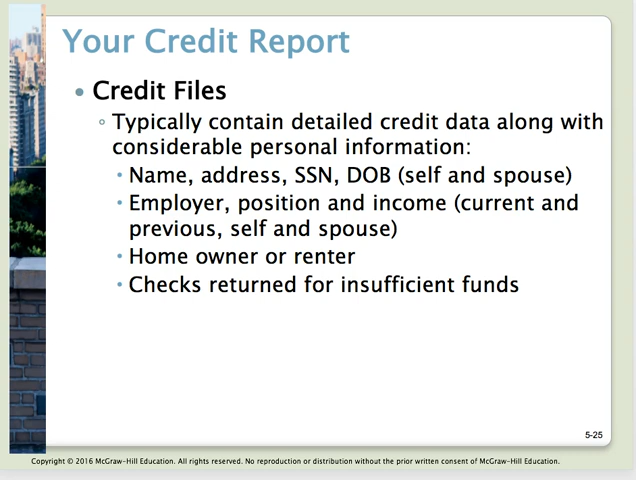 Your Credit Report
• Credit Files
◦ Typically contain detailed credit data along with
considerable personal information:
• Name, address, SSN, DOB (self and spouse)
• Employer, position and income (current and
previous, self and spouse)
• Home owner or renter
• Checks returned for insufficient funds
5-25
Copyright © 2016 McGraw-Hill Education. All rights reserved. No reproduction or distribution without the prior written consent of McGraw-Hill Education.